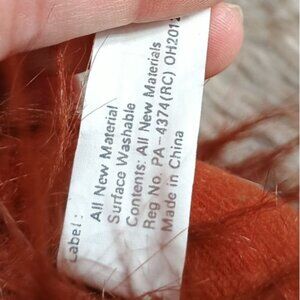 Label:
All New Material
Surface Washable
Contents: All New Materials
Reg No. PA-4374(RC) OH2012
Made in China